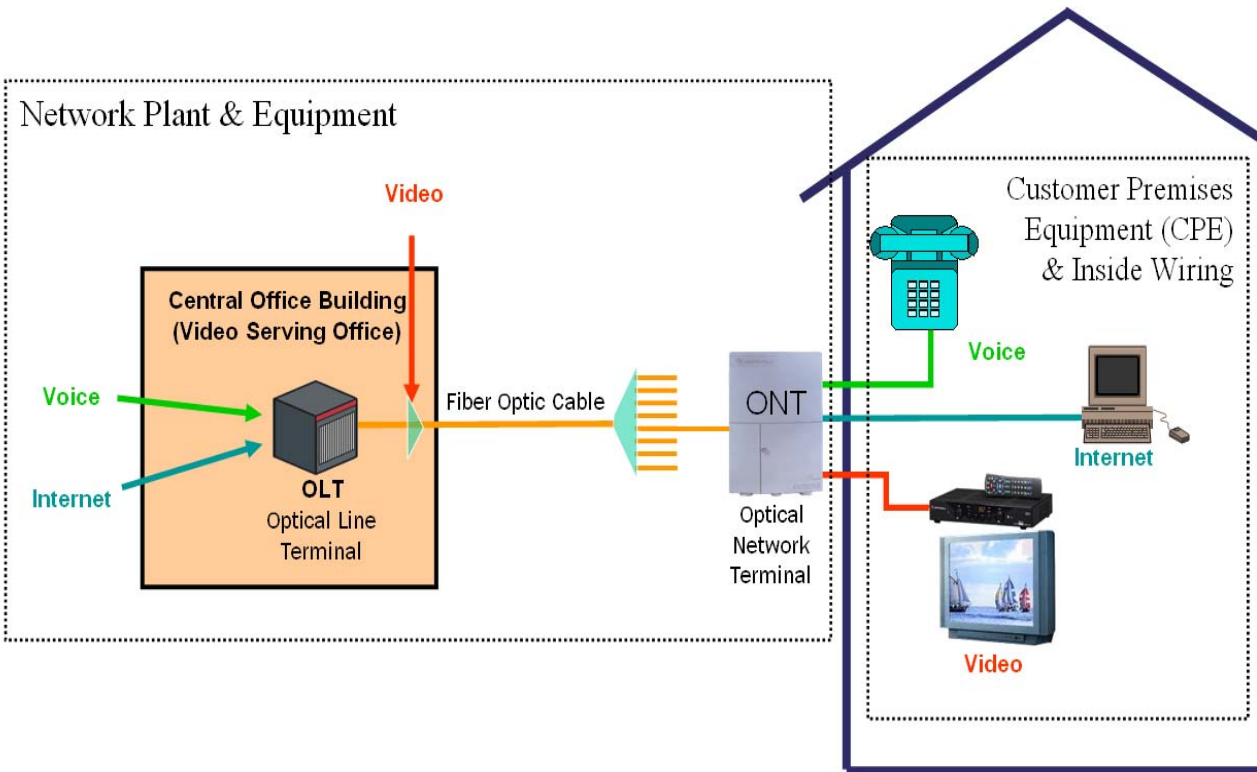 Network Plant & Equipment
Video
Central Office Building
(Video Serving Office)
Voice
Internet
OLT
Optical Line
Terminal
Fiber Optic Cable
ONT
Optical
Network
Terminal
Customer Premises
Equipment (CPE)
& Inside Wiring
Voice
Internet
Video